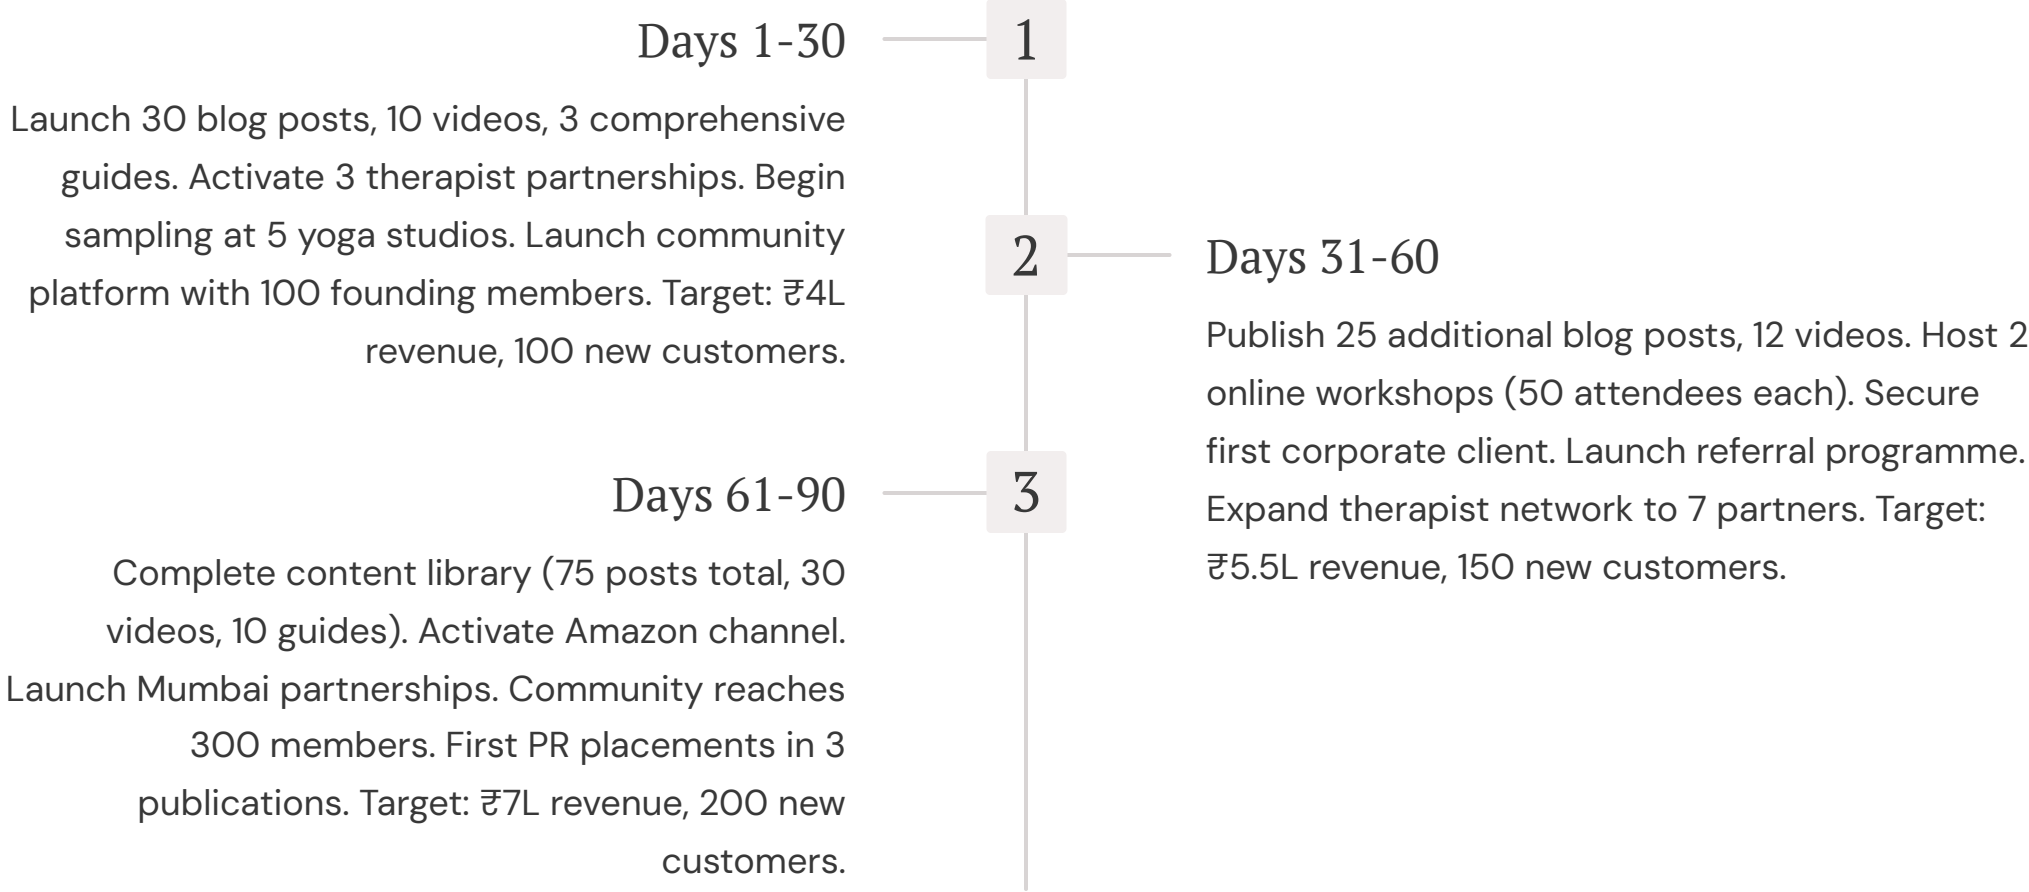 Days 1-30
1
Launch 30 blog posts, 10 videos, 3 comprehensive
guides. Activate 3 therapist partnerships. Begin
sampling at 5 yoga studios. Launch community
platform with 100 founding members. Target: ₹4L
revenue, 100 new customers.
2
Days 31-60
Publish 25 additional blog posts, 12 videos. Host 2
online workshops (50 attendees each). Secure
first corporate client. Launch referral programme.
Expand therapist network to 7 partners. Target:
₹5.5L revenue, 150 new customers.
Days 61-90
3
Complete content library (75 posts total, 30
videos, 10 guides). Activate Amazon channel.
Launch Mumbai partnerships. Community reaches
300 members. First PR placements in 3
publications. Target: ₹7L revenue, 200 new
customers.